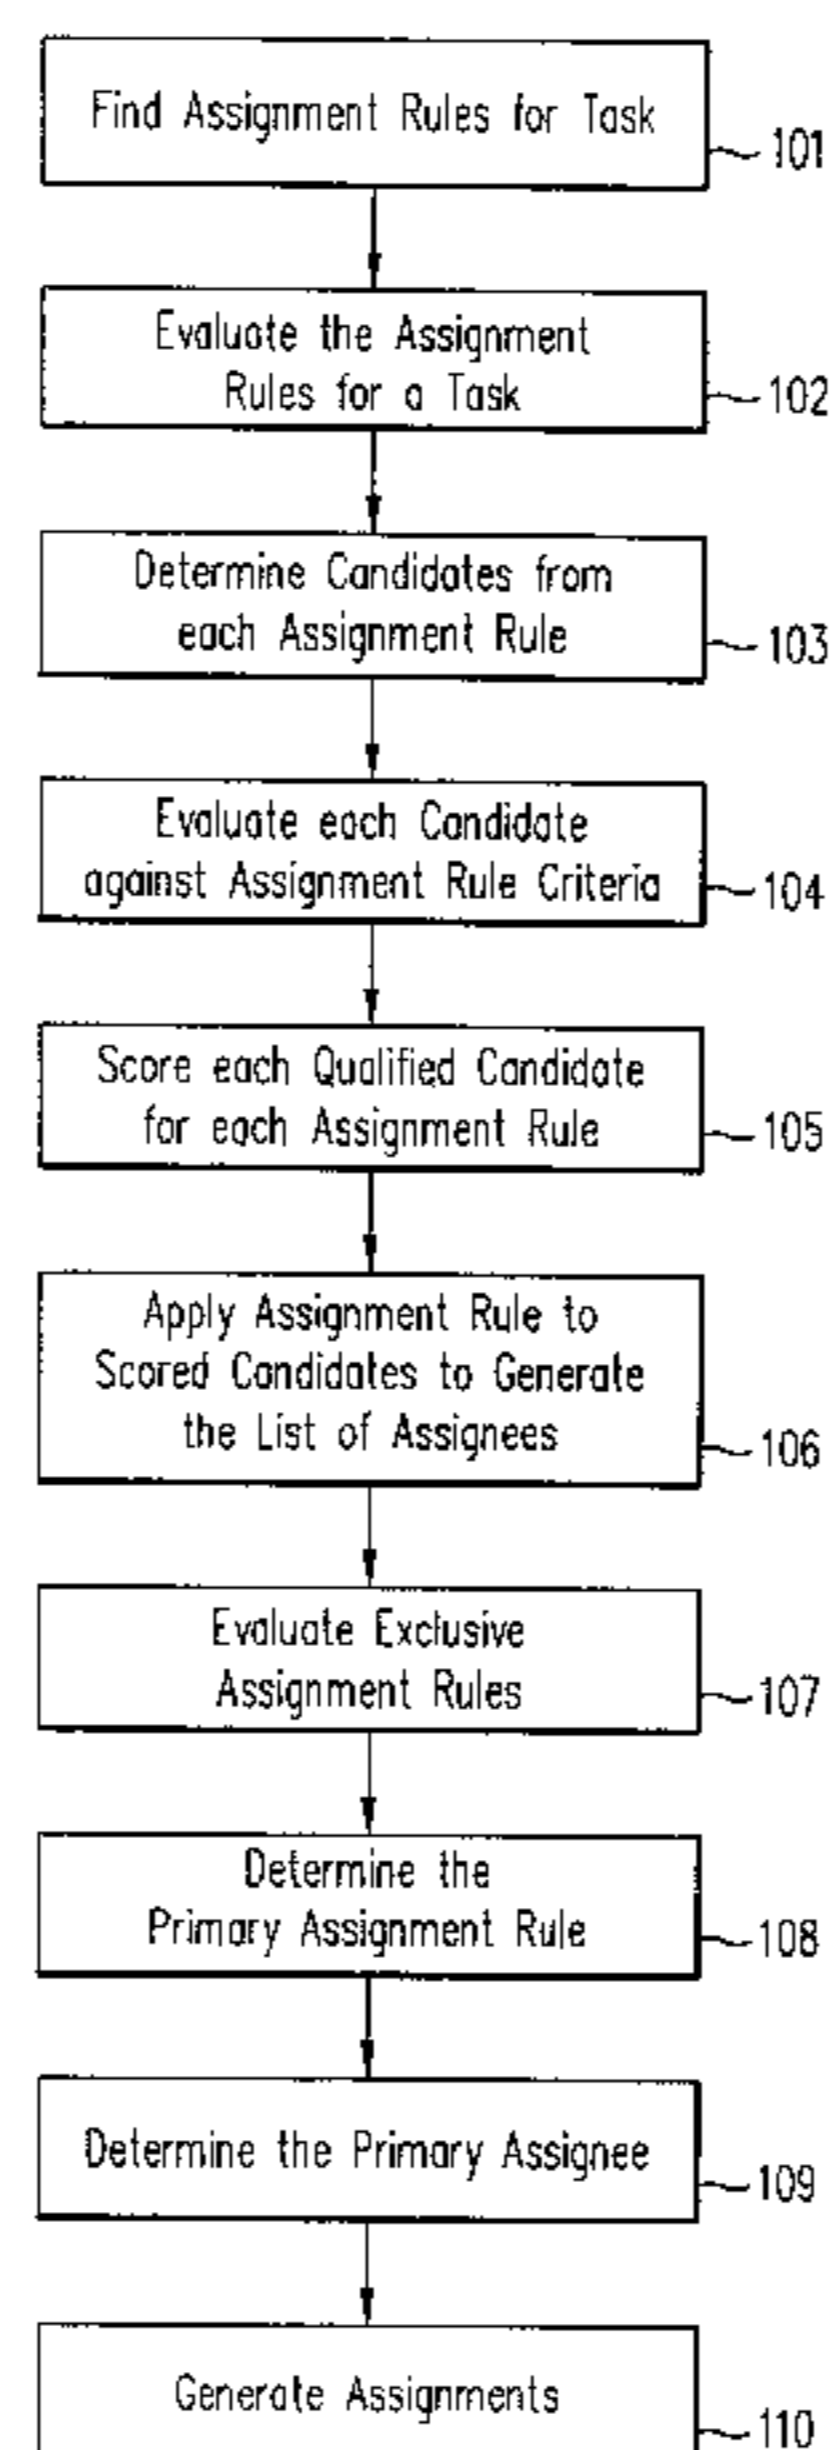 Find Assignment Rules for Task
101
Evaluate the Assignment
Rules for a Task
102
Determine Candidates from
each Assignment Rule
103
Evaluate each Candidate
against Assignment Rule Criteria
104
Score each Qualified Candidate
for each Assignment Rule
105
Apply Assignment Rule to
Scored Candidates to Generate
the List of Assignees
106
Evaluate Exclusive
Assignment Rules
107
Determine the
Primary Assignment Rule
108
Determine the Primary Assignee
109
Generate Assignments
110